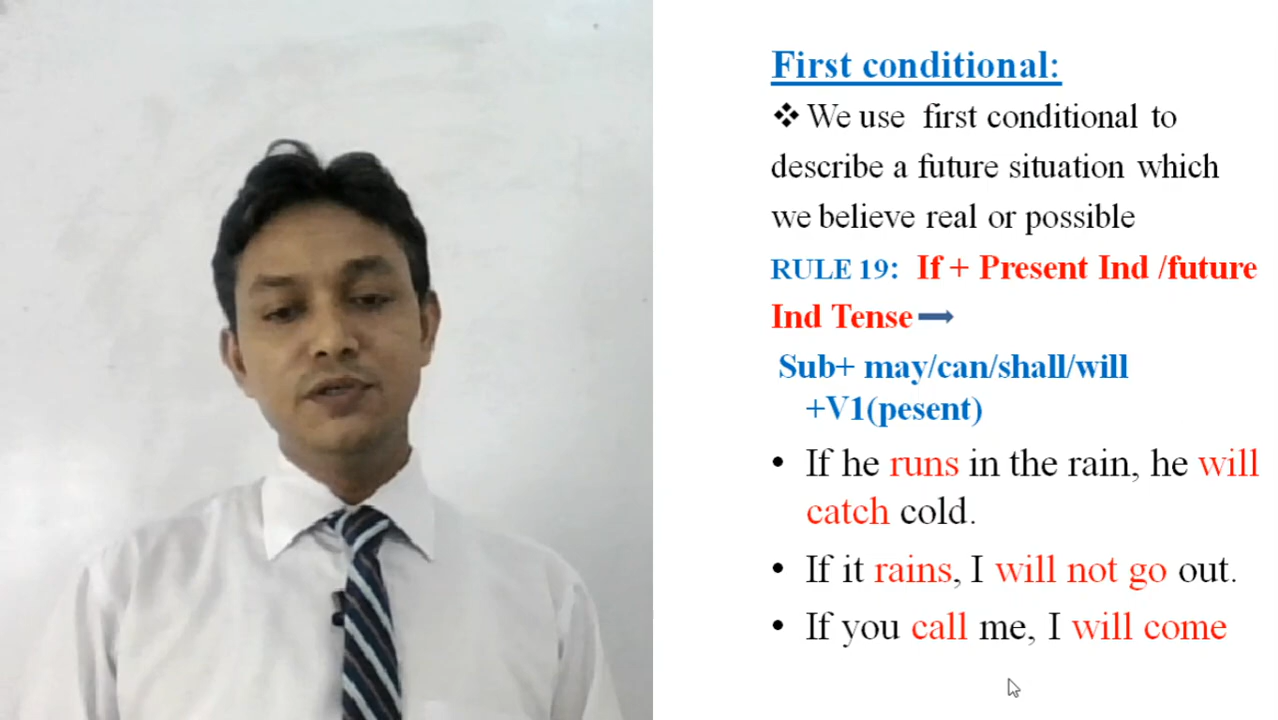 First conditional:
❖ We use first conditional to
describe a future situation which
we believe real or possible
RULE 19: If + Present Ind /future
Ind Tense ➡
Sub+ may/can/shall/will
+V1(pesent)
• If he runs in the rain, he will
catch cold.
• If it rains, I will not go out.
• If you call me, I will come